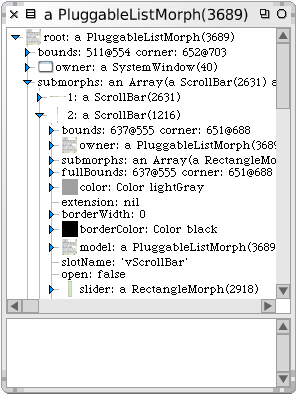 a PluggableListMorph(3689)
root: a PluggableListMorph(3689)
bounds: 511@554 corner: 652@703
owner: a SystemWindow(40)
submorphs: an Array(a ScrollBar(2631) a
1: a ScrollBar(2631)
2: a ScrollBar(1216)
bounds: 637@555 corner: 651@688
owner: a PluggableListMorph(368
submorphs: an Array(a RectangleMo
fullBounds: 637@555 corner: 651@688
color: Color lightGray
extension: nil
borderWidth: 0
borderColor: Color black
model: a PluggableListMorph(3689
slotName: 'vScrollBar'
open: false
slider: a RectangleMorph(2918)